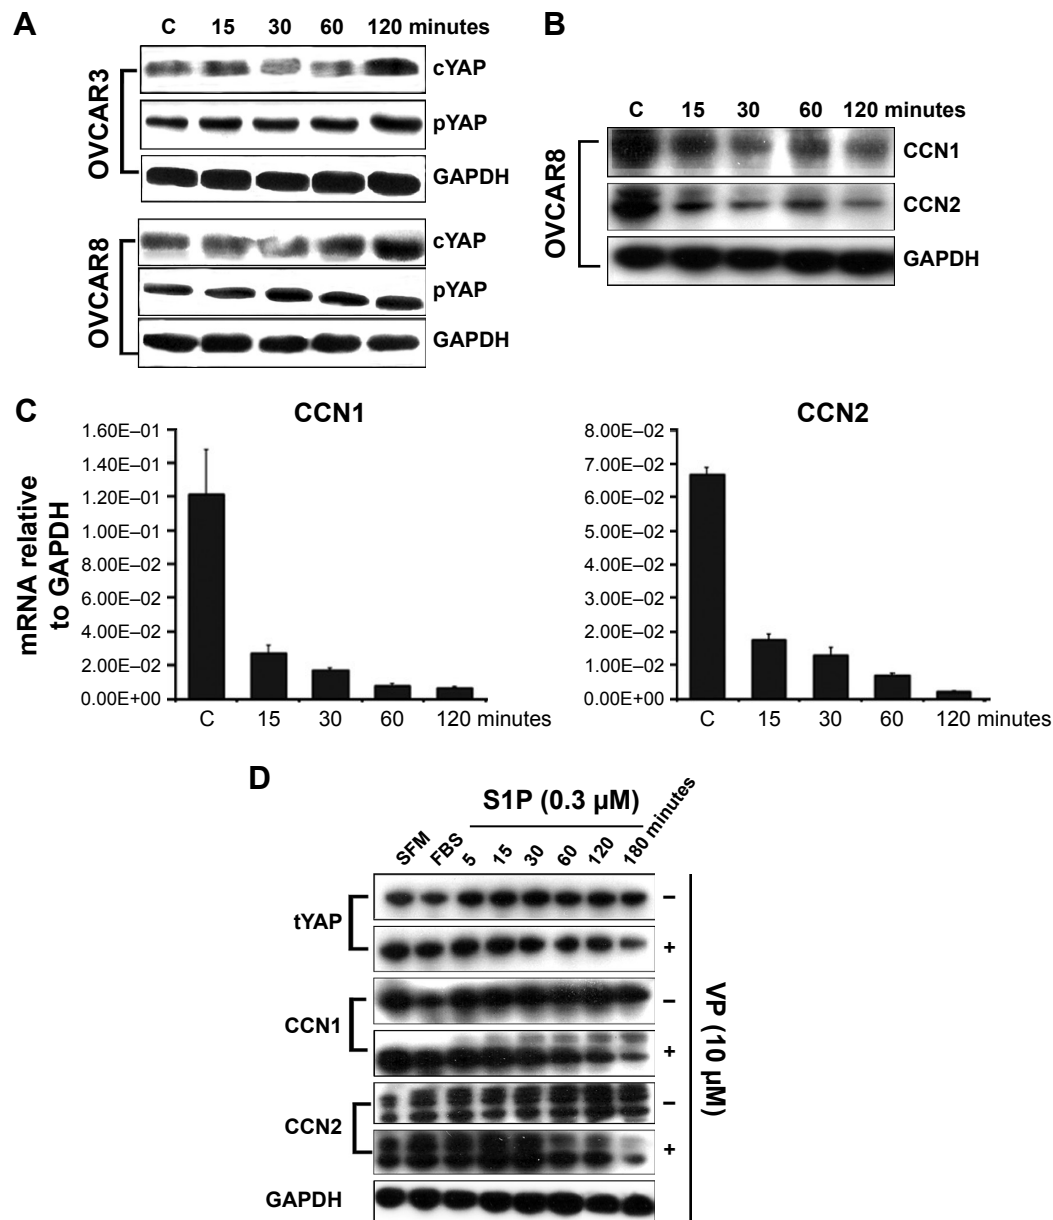 A
C 15 30 60 120 minutes
OVCAR3
cYAP
pYAP
GAPDH
OVCAR8
cYAP
pYAP
GAPDH
B
C 15 30 60 120 minutes
OVCAR8
CCN1
CCN2
GAPDH
C
mRNA relative
to GAPDH
CCN1
1.60E–01
1.40E–01
1.20E–01
1.00E–01
8.00E–02
6.00E–02
4.00E–02
2.00E–02
0.00E+00
C 15 30 60 120 minutes
CCN2
8.00E–02
7.00E–02
6.00E–02
5.00E–02
4.00E–02
3.00E–02
2.00E–02
1.00E–02
0.00E+00
C 15 30 60 120 minutes
D
S1P (0.3 µM)
SFM FBS 5 15 30 60 120 180 minutes
tYAP
–
+
CCN1
–
+
CCN2
–
+
GAPDH
VP (10 µM)